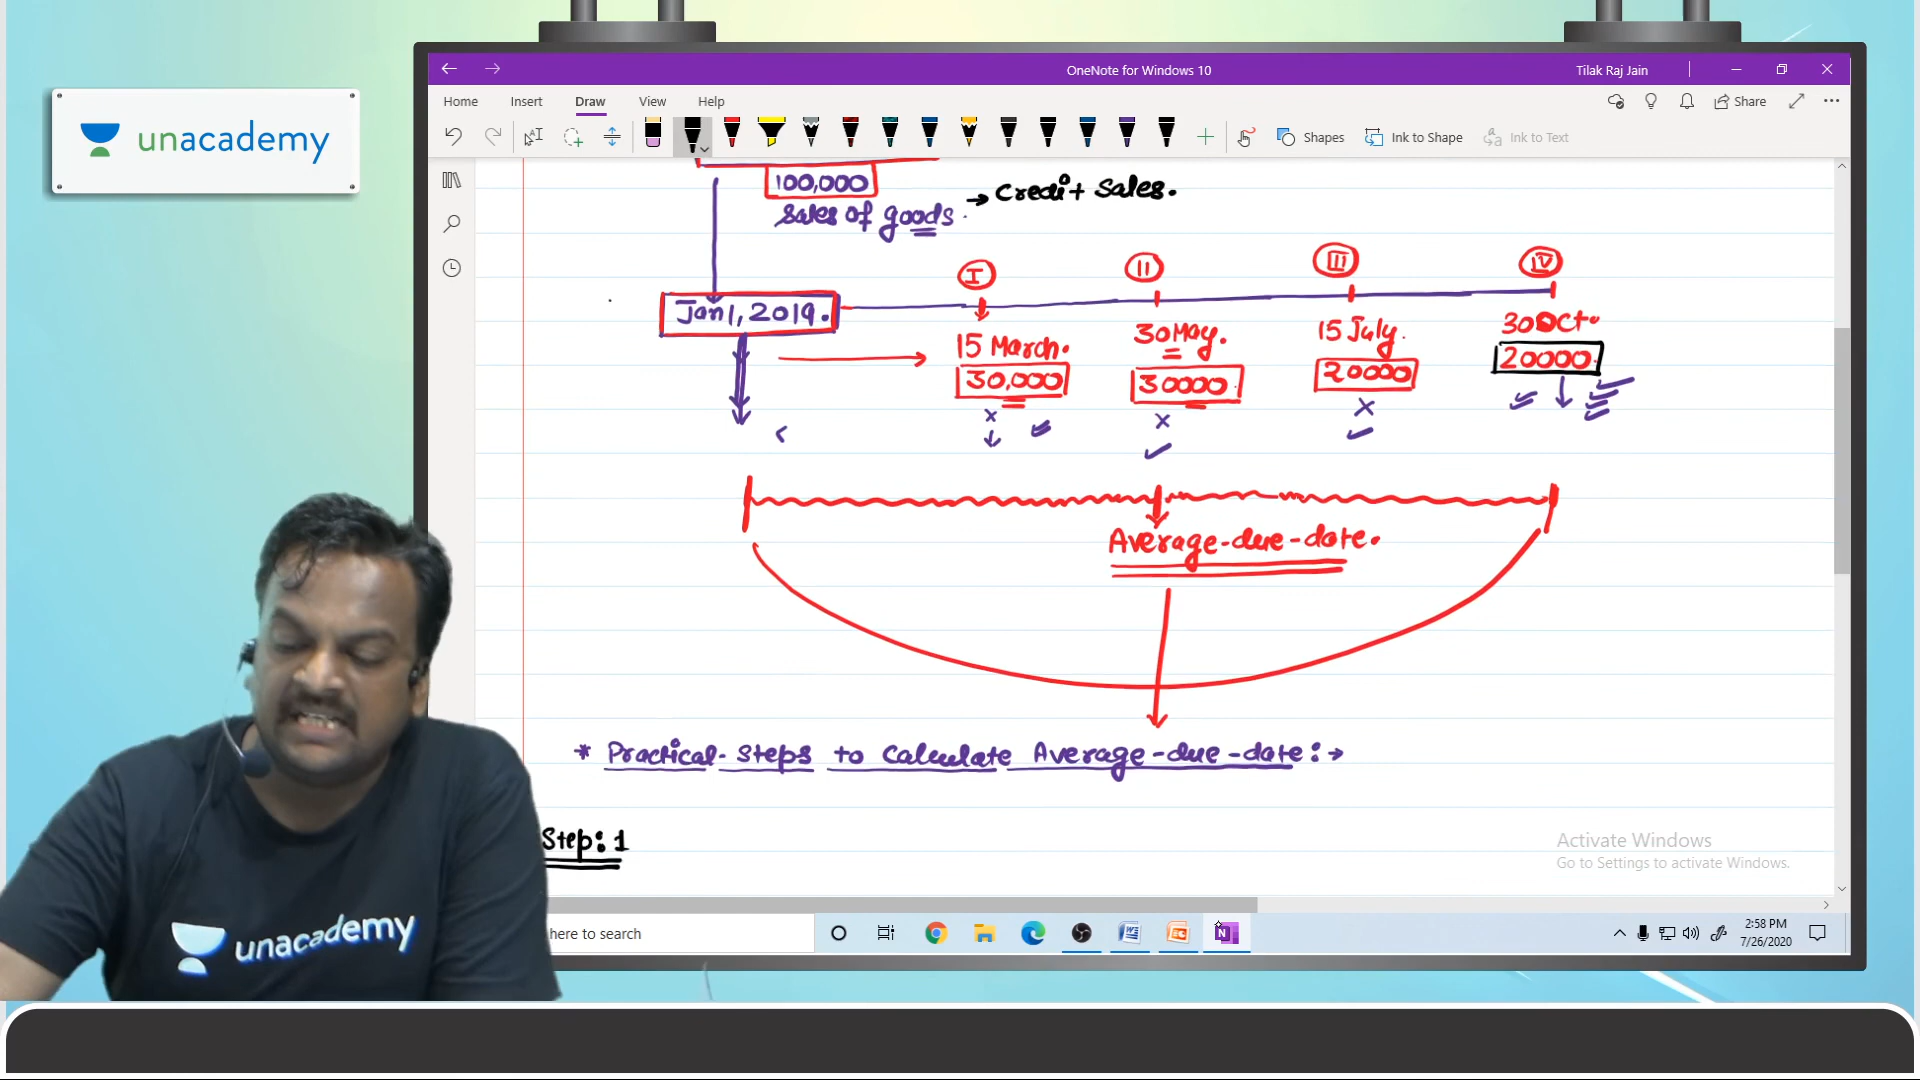 OneNote for Windows 10
Tilak Raj Jain
unacademy
Home Insert Draw View Help
Share
Shapes Ink to Shape Ink to Text
100,000
→ Credit Sales.
Sales of goods.
I II III IV
Jan 1, 2019.
15 March. 30 May. 15 July. 30 Oct.
30,000 30000 20000 20000
Average-due-date.
* Practical-Steps to Calculate Average-due-date:→
Step: 1
Activate Windows
Go to Settings to activate Windows.
unacademy
here to search
2:58 PM
7/26/2020